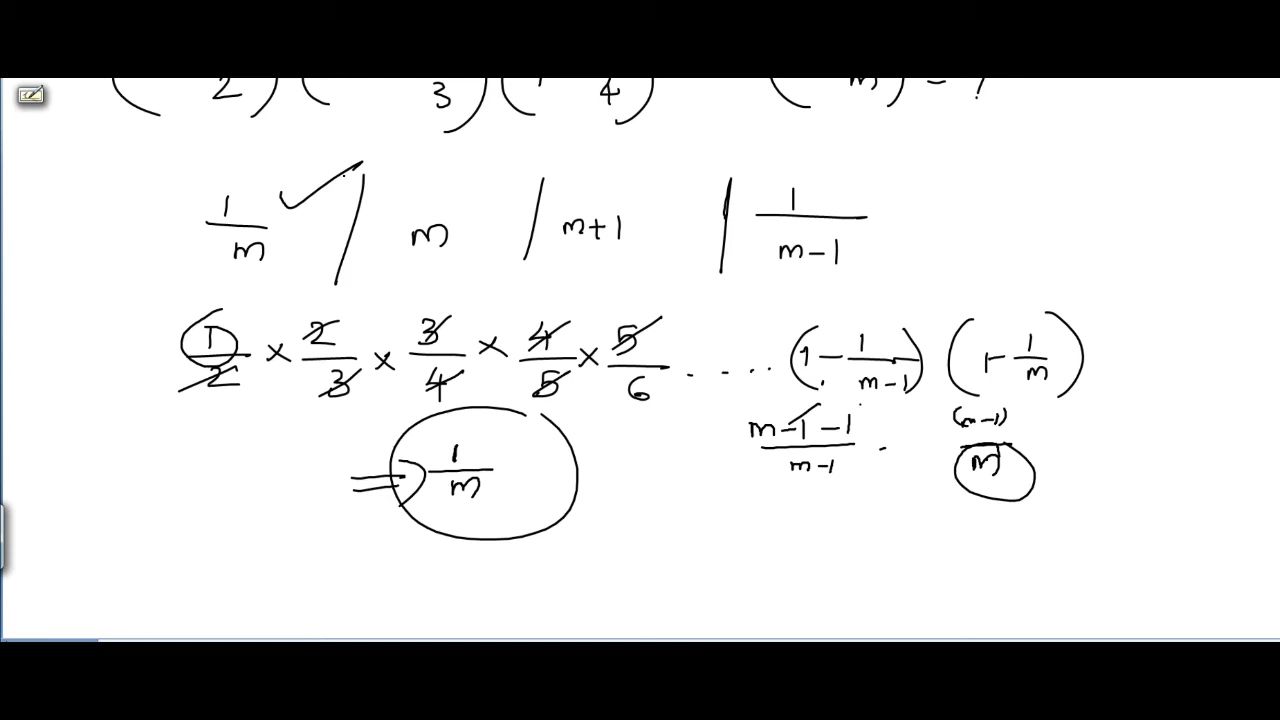 ( 2 ) ( 3 ) ( 4 ) ( m ) = ?
1/m ✓ | m | m+1 | 1/(m-1)
1/2 × 2/3 × 3/4 × 4/5 × 5/6 ..... (1 - 1/(m-1)) (1 - 1/m)
(m-1-1)/(m-1) · (m-1)/m
=> 1/m